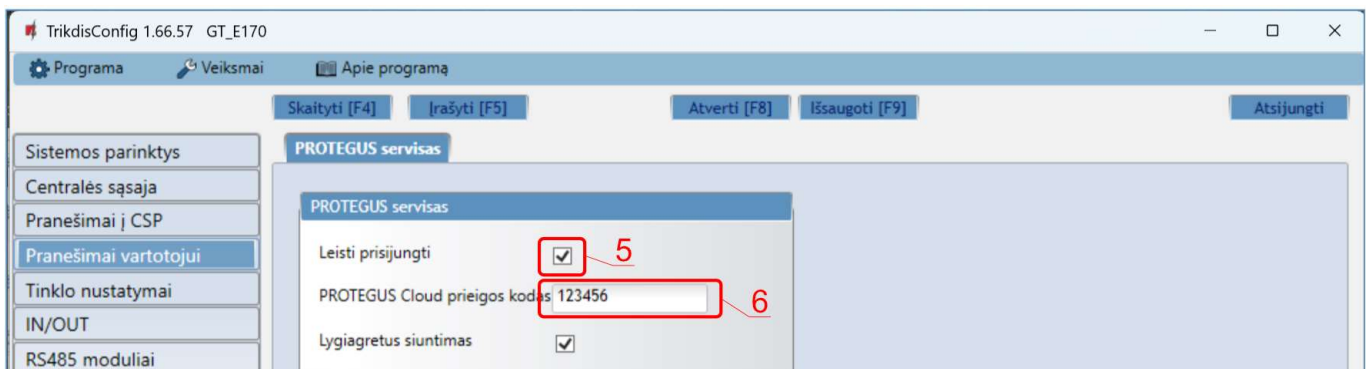 TrikdisConfig 1.66.57 GT_E170
Programa Veiksmai Apie programą
Skaityti [F4] Įrašyti [F5] Atverti [F8] Išsaugoti [F9] Atsijungti
Sistemos parinktys
Centralės sąsaja
Pranešimai į CSP
Pranešimai vartotojui
Tinklo nustatymai
IN/OUT
RS485 moduliai
PROTEGUS servisas
PROTEGUS servisas
Leisti prisijungti 5
PROTEGUS Cloud prieigos kodas 123456 6
Lygiagretus siuntimas